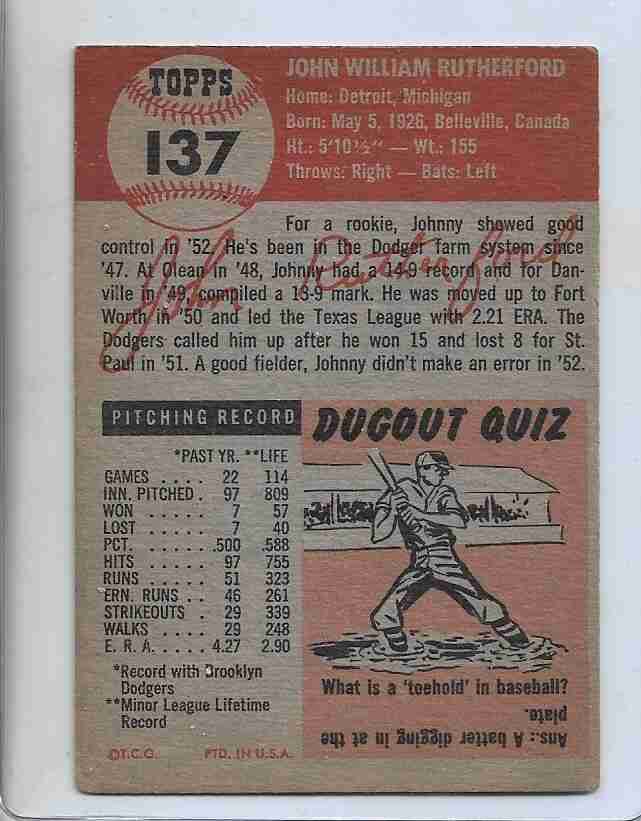 TOPPS
137
JOHN WILLIAM RUTHERFORD
Home: Detroit, Michigan
Born: May 5, 1926, Belleville, Canada
Ht.: 5'10½" — Wt.: 155
Throws: Right — Bats: Left
For a rookie, Johnny showed good
control in '52. He's been in the Dodger farm system since
'47. At Olean in '48, Johnny had a 14-9 record and for Dan-
ville in '49, compiled a 13-9 mark. He was moved up to Fort
Worth in '50 and led the Texas League with 2.21 ERA. The
Dodgers called him up after he won 15 and lost 8 for St.
Paul in '51. A good fielder, Johnny didn't make an error in '52.
John Rutherford
PITCHING RECORD
*PAST YR. **LIFE
GAMES . . . . 22 114
INN. PITCHED . 97 809
WON . . . . . 7 57
LOST . . . . . 7 40
PCT. . . . . . .500 .588
HITS . . . . . 97 755
RUNS . . . . . 51 323
ERN. RUNS . . 46 261
STRIKEOUTS . . 29 339
WALKS . . . . 29 248
E. R. A. . . . . 4.27 2.90
*Record with Brooklyn
Dodgers
**Minor League Lifetime
Record
©T.C.G. PTD. IN U.S.A.
DUGOUT QUIZ
What is a 'toehold' in baseball?
Ans.: A batter digging in at the
plate.